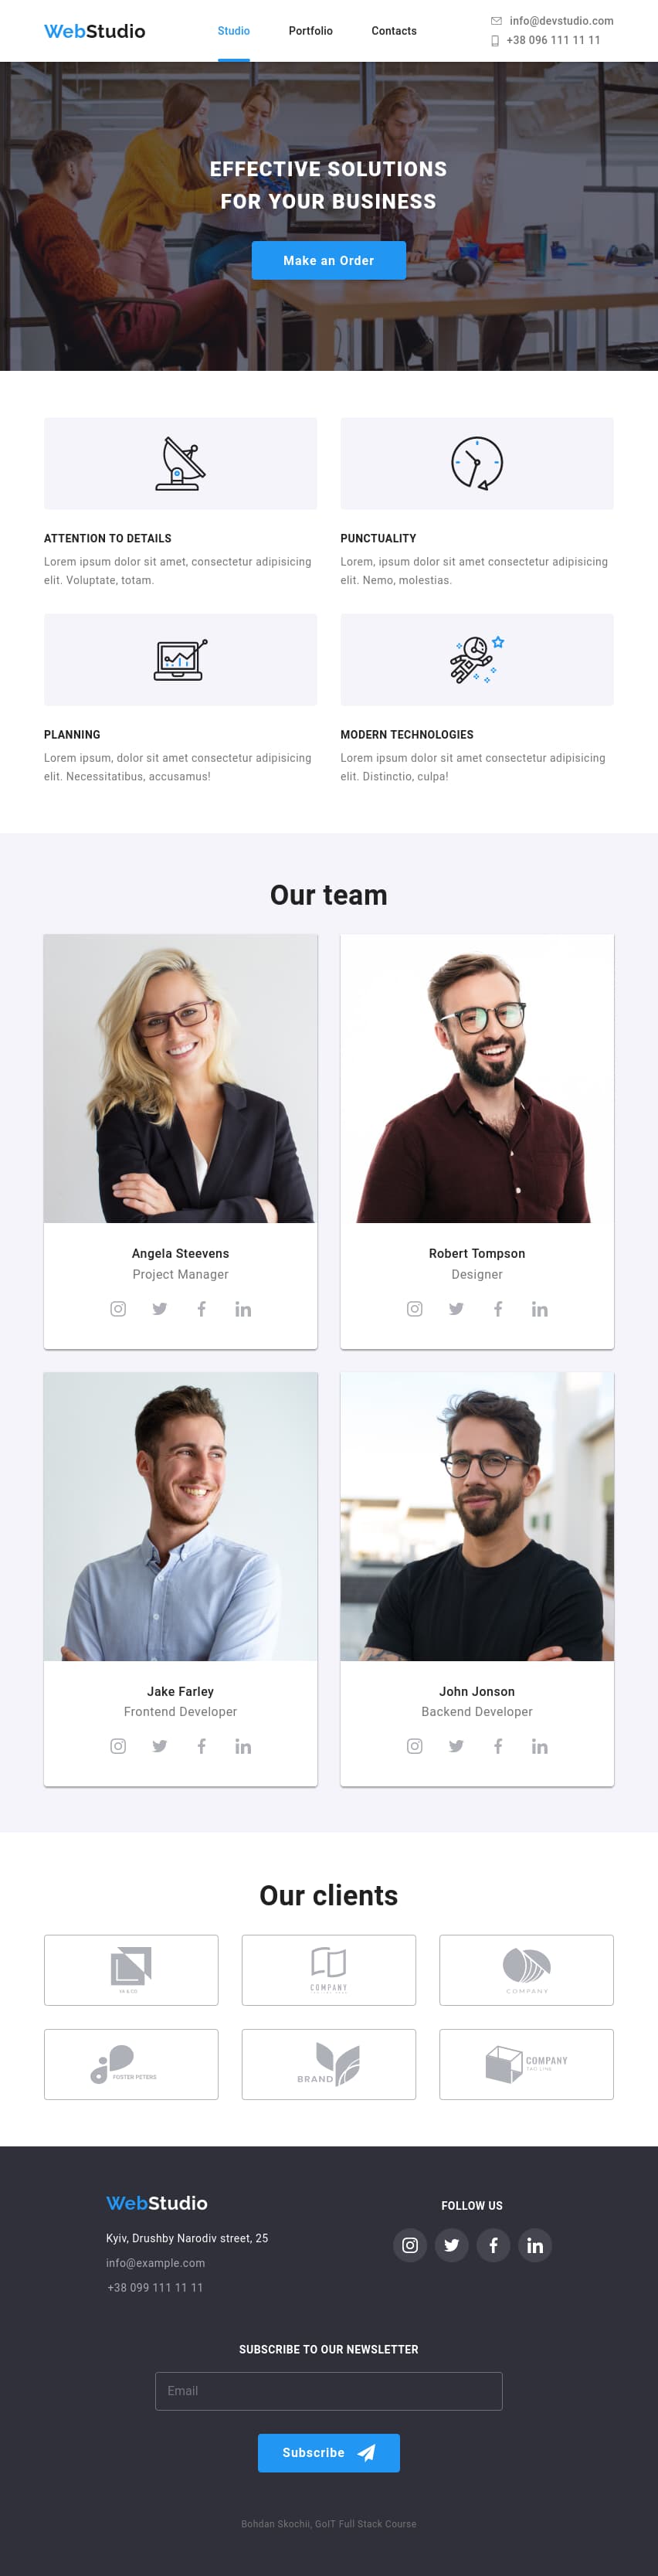 WebStudio
Studio
Portfolio
Contacts
info@devstudio.com
+38 096 111 11 11
EFFECTIVE SOLUTIONS
FOR YOUR BUSINESS
Make an Order
ATTENTION TO DETAILS
Lorem ipsum dolor sit amet, consectetur adipisicing
elit. Voluptate, totam.
PUNCTUALITY
Lorem, ipsum dolor sit amet consectetur adipisicing
elit. Nemo, molestias.
PLANNING
Lorem ipsum, dolor sit amet consectetur adipisicing
elit. Necessitatibus, accusamus!
MODERN TECHNOLOGIES
Lorem ipsum dolor sit amet consectetur adipisicing
elit. Distinctio, culpa!
Our team
Angela Steevens
Project Manager
Robert Tompson
Designer
Jake Farley
Frontend Developer
John Jonson
Backend Developer
Our clients
COMPANY
COMPANY
FOSTER PETERS
BRAND
COMPANY
TAG LINE
WebStudio
Kyiv, Drushby Narodiv street, 25
info@example.com
+38 099 111 11 11
FOLLOW US
SUBSCRIBE TO OUR NEWSLETTER
Email
Subscribe
Bohdan Skochii, GoIT Full Stack Course